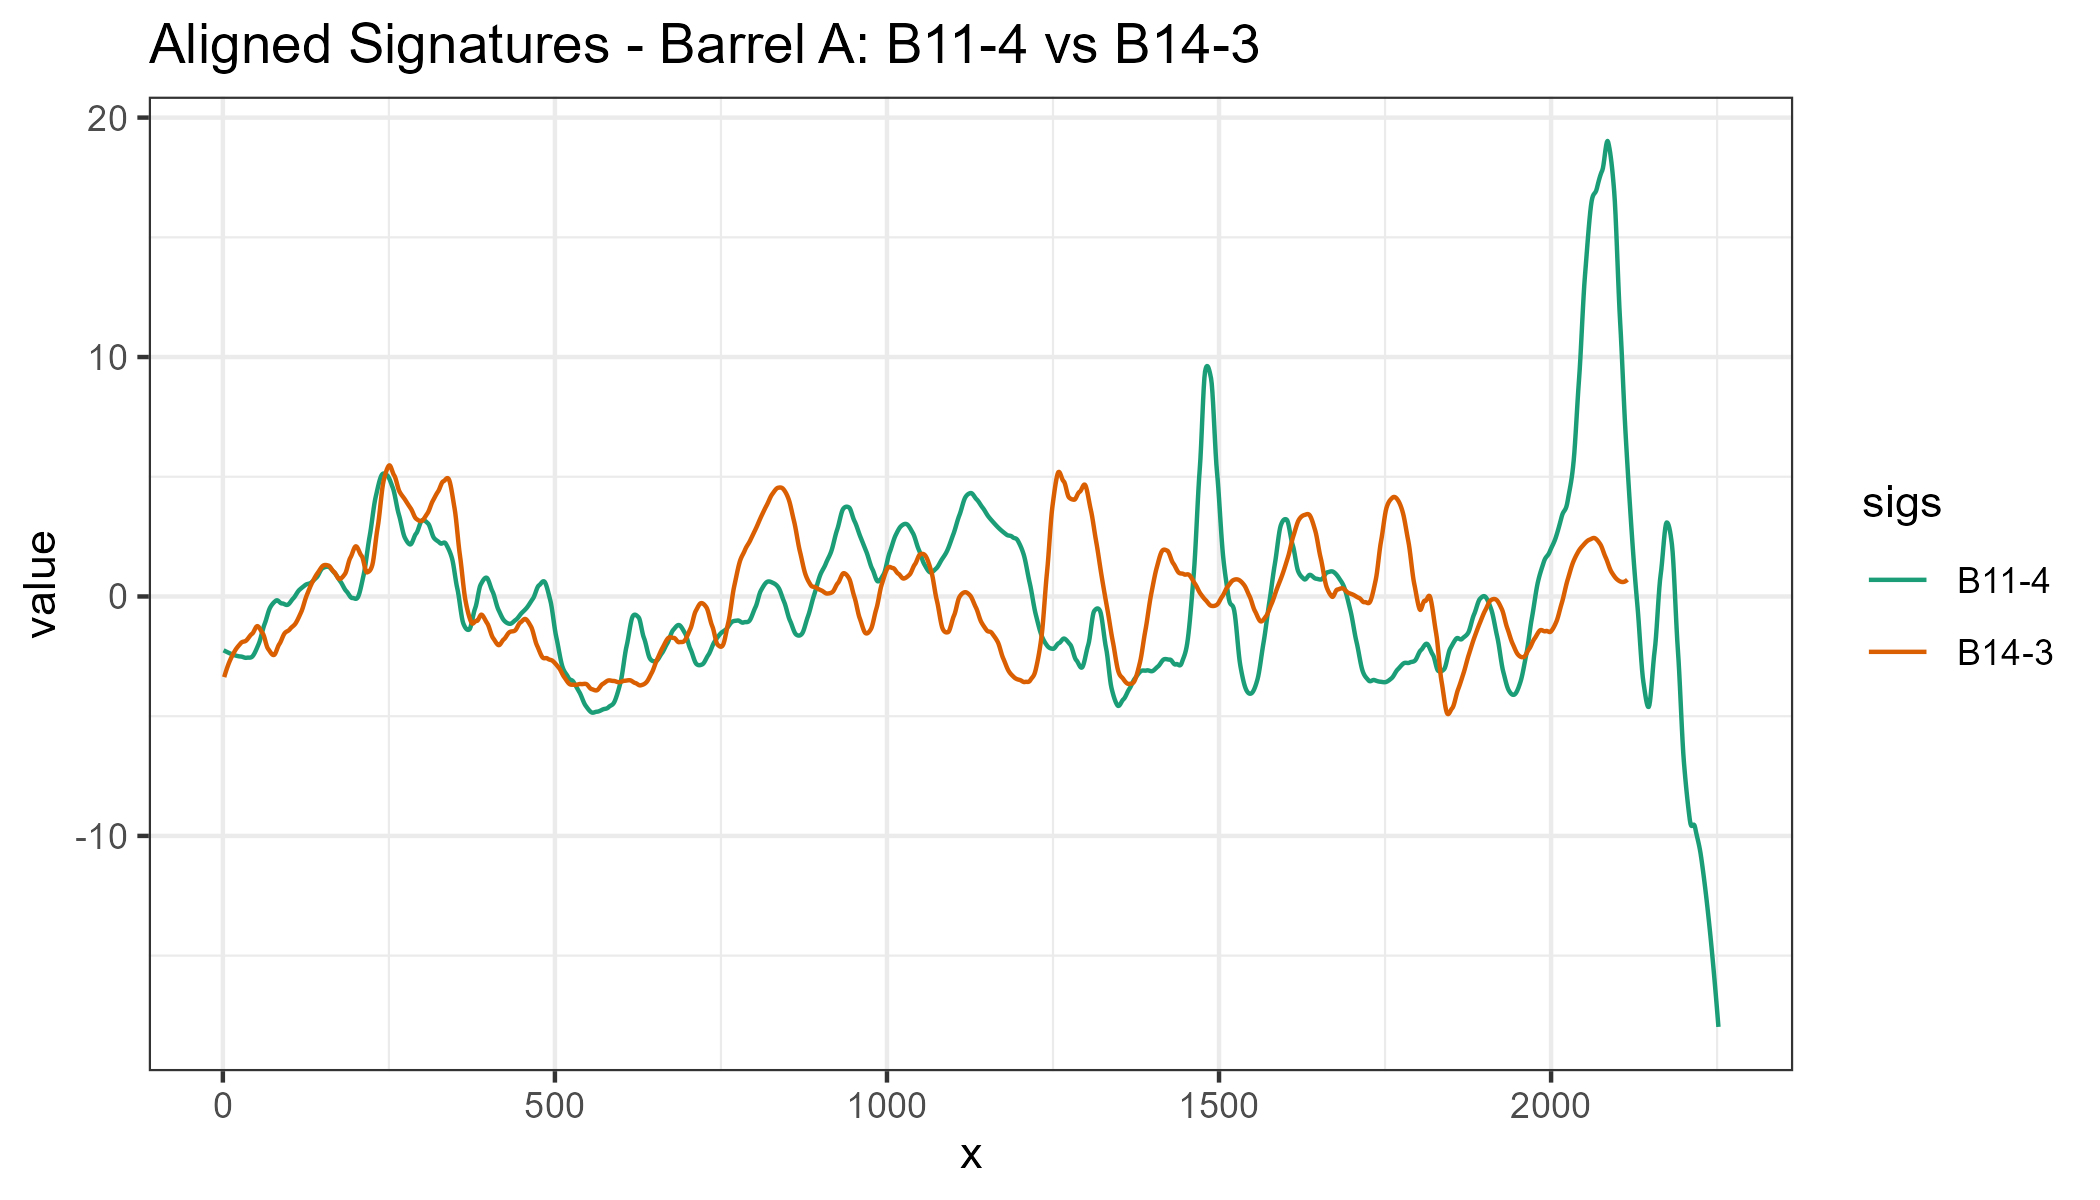 Aligned Signatures - Barrel A: B11-4 vs B14-3
20
10
0
-10
value
0 500 1000 1500 2000
x
sigs
B11-4
B14-3